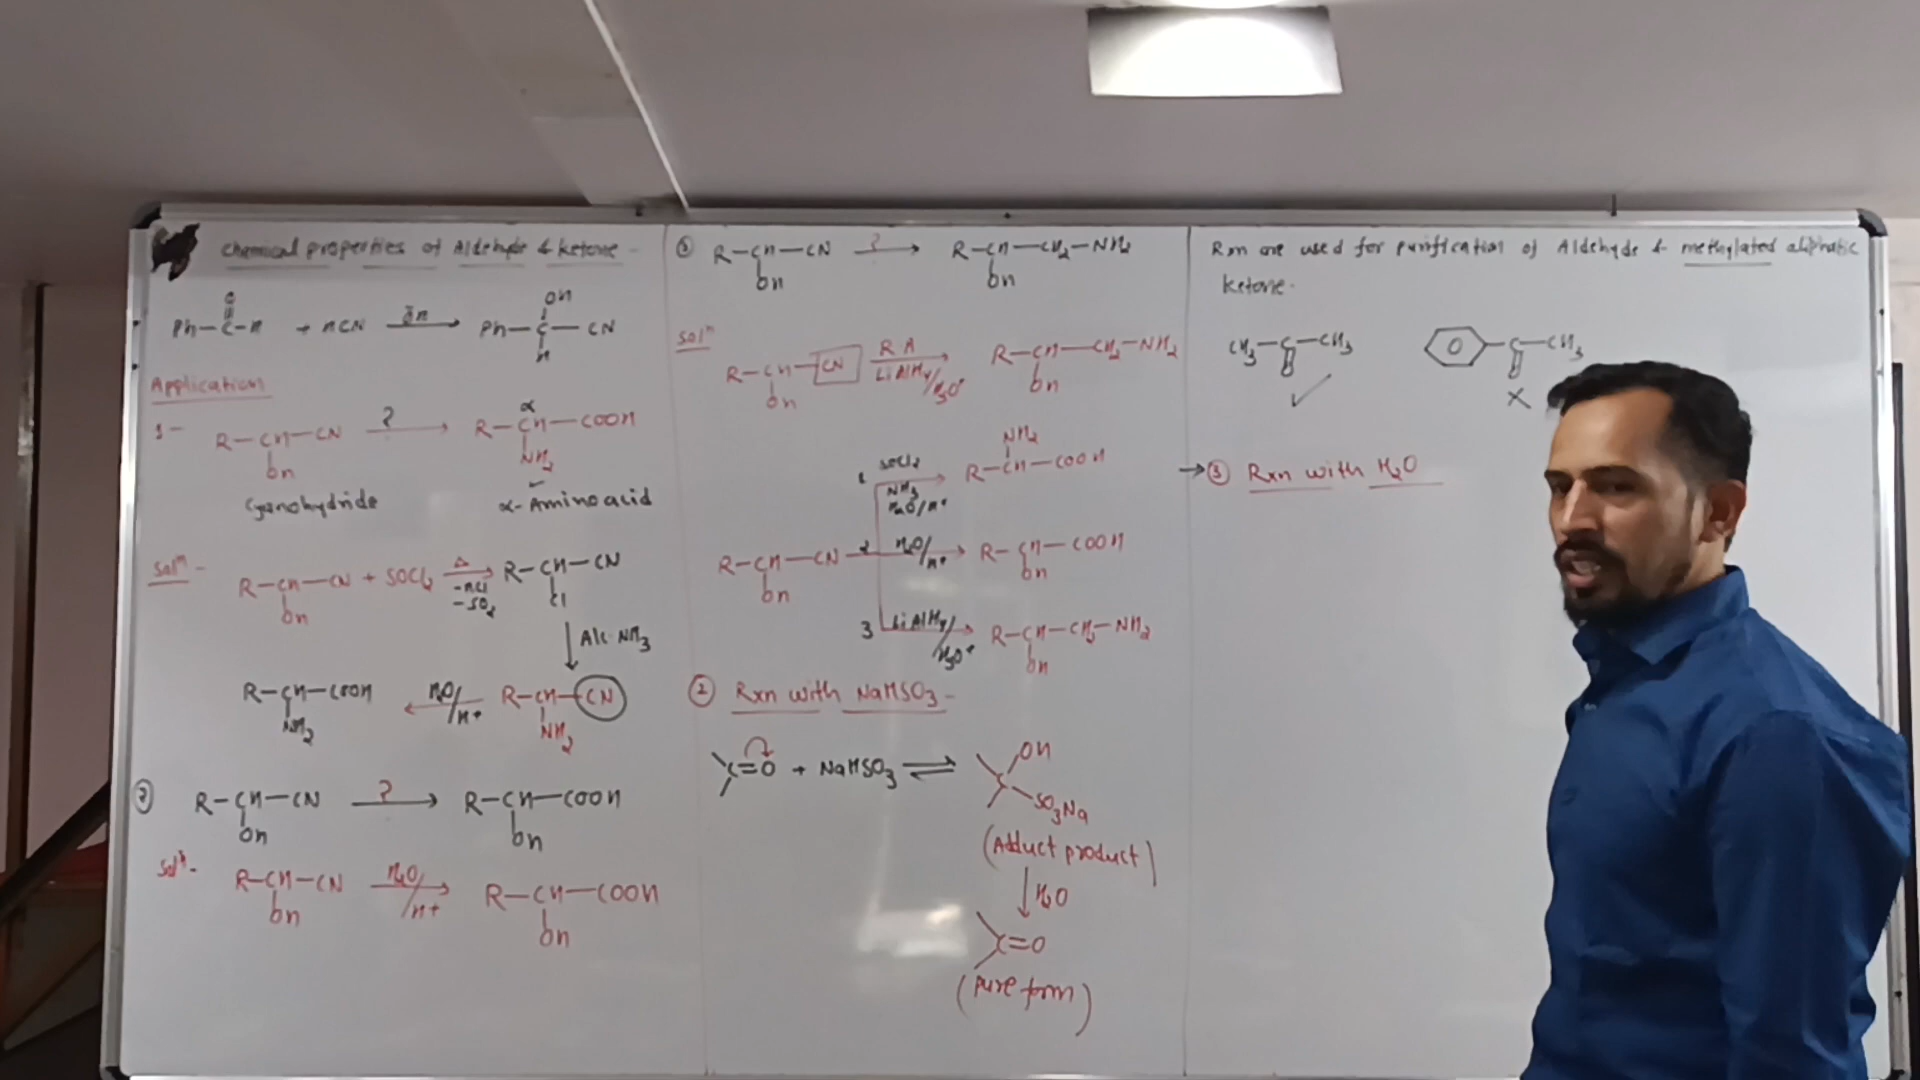 Chemical properties of Aldehyde & ketone -
O
Ph-C-H + HCN
ōH
→
OH
Ph-C-CN
H
Application
1- R-CH-CN
OH
?
→
α
R-CH-COOH
NH2
Cyanohydride
α-Aminoacid
Solⁿ-
R-CH-CN + SOCl2
OH
Δ
-HCl
-SO2
→
R-CH-CN
Cl
↓ Alc NH3
R-CH-COOH
NH2
H2O/H+
←
R-CH-CN
NH2
② R-CH-CN
OH
?
→
R-CH-COOH
OH
Solⁿ-
R-CH-CN
OH
H2O/H+
→
R-CH-COOH
OH
R-CH-CN
OH
?
→
R-CH-CH2-NH2
OH
Solⁿ
R-CH-CN
OH
RA
LiAlH4/H3O+
→
R-CH-CH2-NH2
OH
R-CH-CN
OH
1 SOCl2
NH3
H2O/H+
→
NH2
R-CH-COOH
2 H2O/H+
→
R-CH-COOH
OH
3 LiAlH4/H3O+
→
R-CH-CH2-NH2
OH
② Rxn with NaHSO3 -
=O + NaHSO3 ⇌
OH
SO3Na
(Adduct product)
↓ H2O
=O
(Pure form)
Rxn are used for purification of Aldehyde & methylated aliphatic
ketone-
CH3-C-CH3
O
✓
O
-C-CH3
O
X
→③ Rxn with H2O